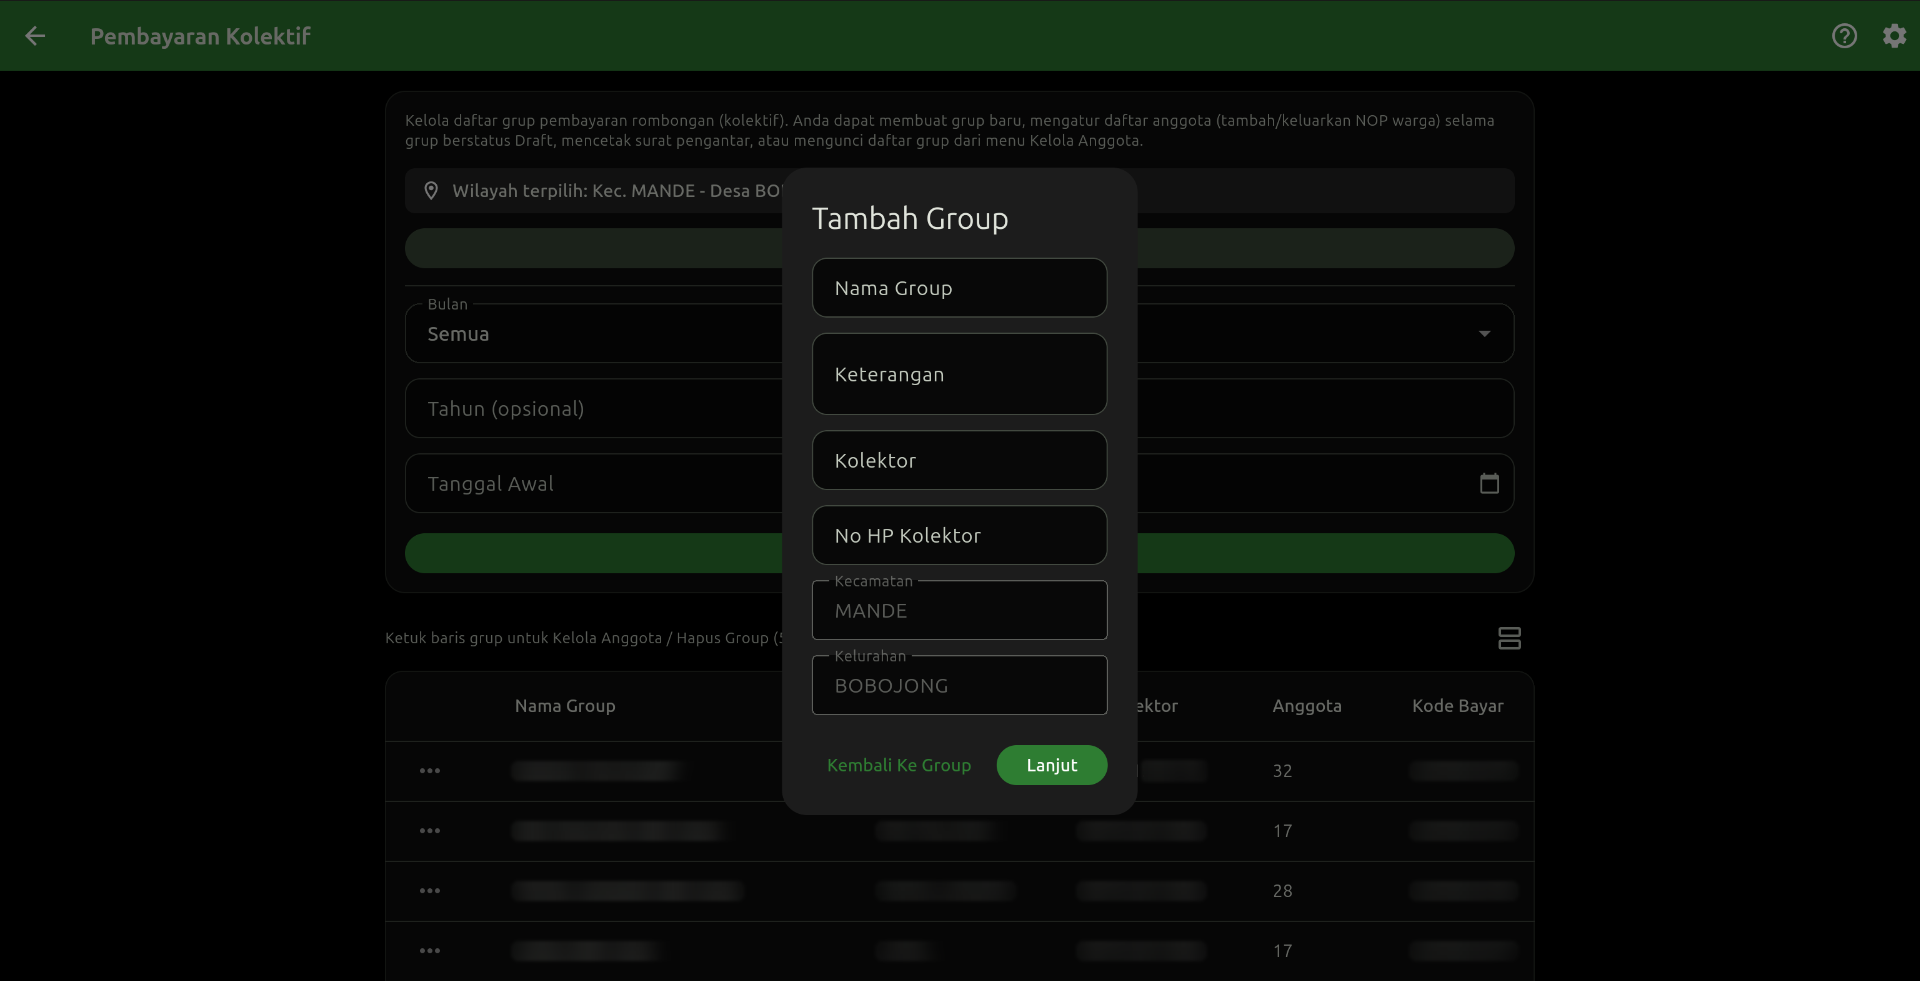 Pembayaran Kolektif
Kelola daftar grup pembayaran rombongan (kolektif). Anda dapat membuat grup baru, mengatur daftar anggota (tambah/keluarkan NOP warga) selama
grup berstatus Draft, mencetak surat pengantar, atau mengunci daftar grup dari menu Kelola Anggota.
Wilayah terpilih: Kec. MANDE - Desa
Bulan
Semua
Tahun (opsional)
Tanggal Awal
Tambah Group
Nama Group
Keterangan
Kolektor
No HP Kolektor
Kecamatan
MANDE
Kelurahan
BOBOJONG
Kembali Ke Group
Lanjut
Ketuk baris grup untuk Kelola Anggota / Hapus Group
Nama Group
Anggota
Kode Bayar
32
17
28
17